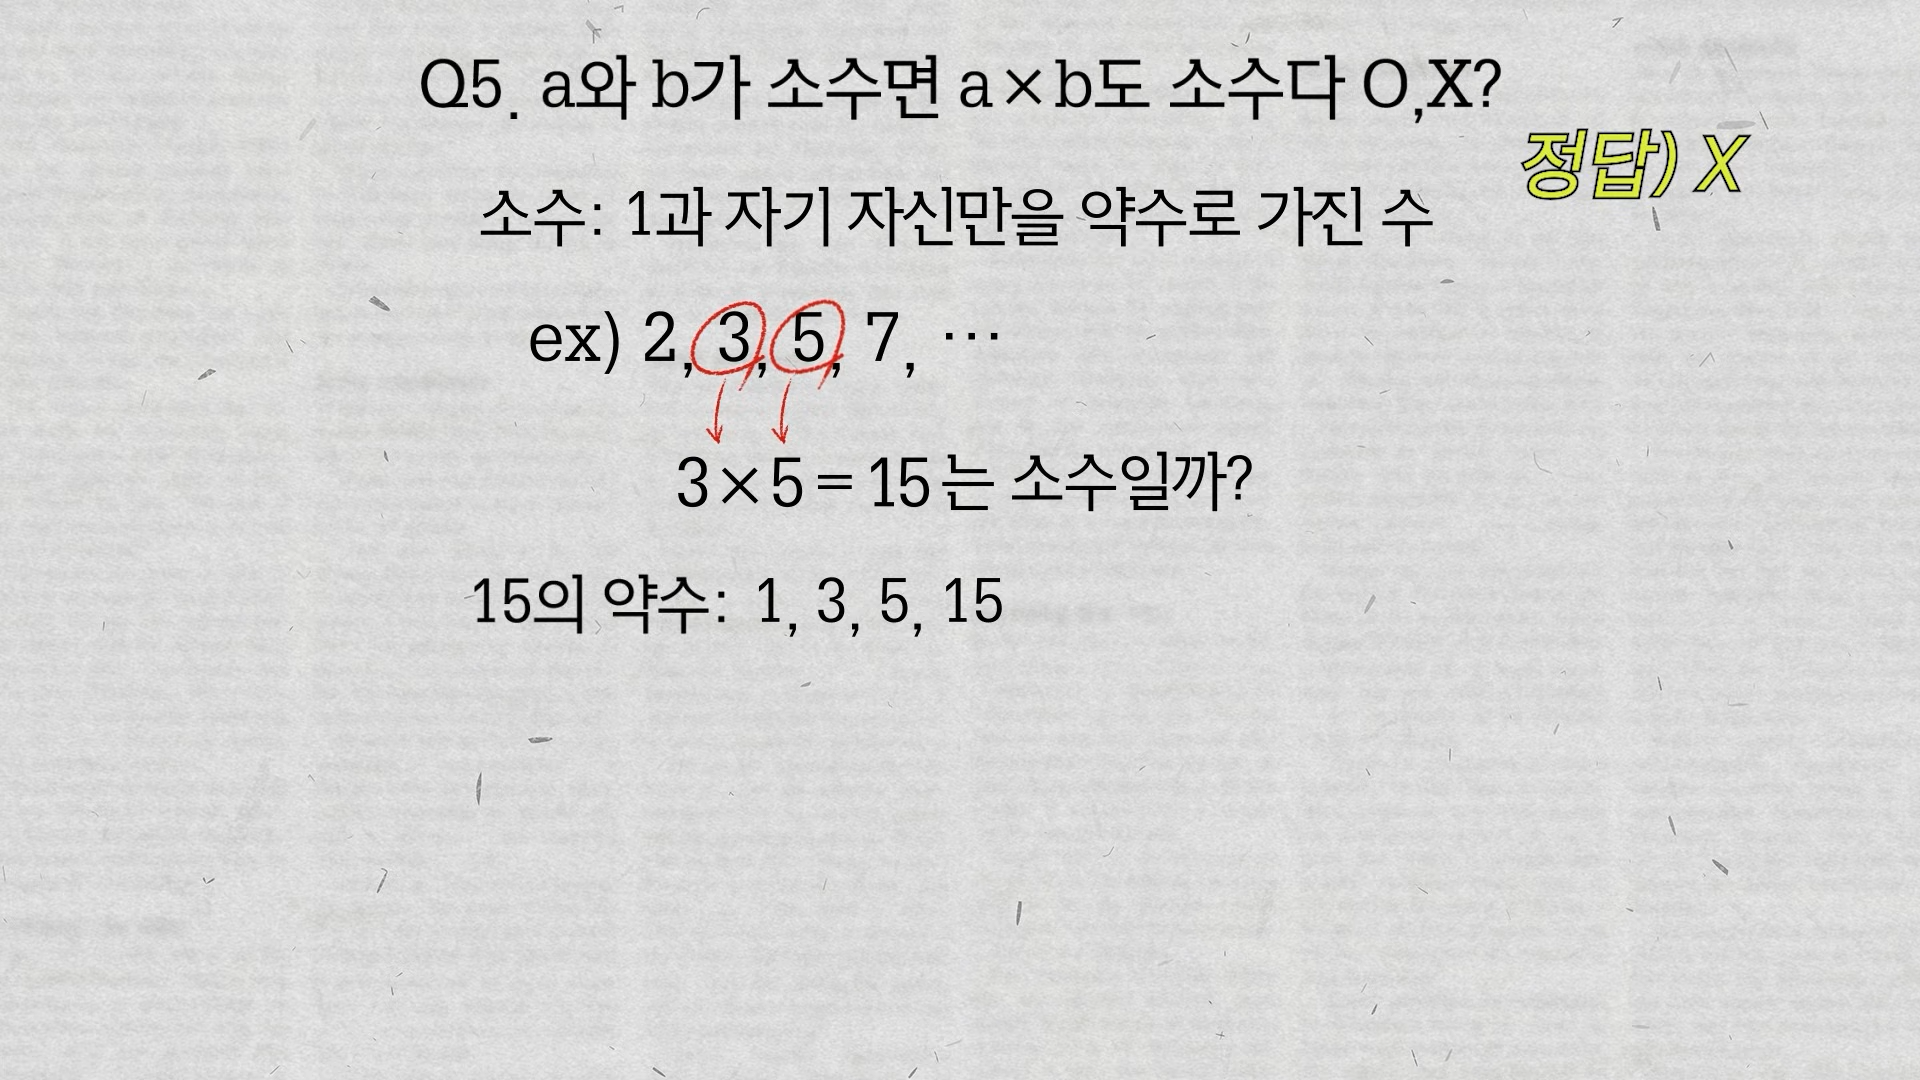 Q5. a와 b가 소수면 a×b도 소수다 O,X?
정답) X
소수: 1과 자기 자신만을 약수로 가진 수
ex) 2, 3, 5, 7, ⋯
3×5=15는 소수일까?
15의 약수: 1, 3, 5, 15